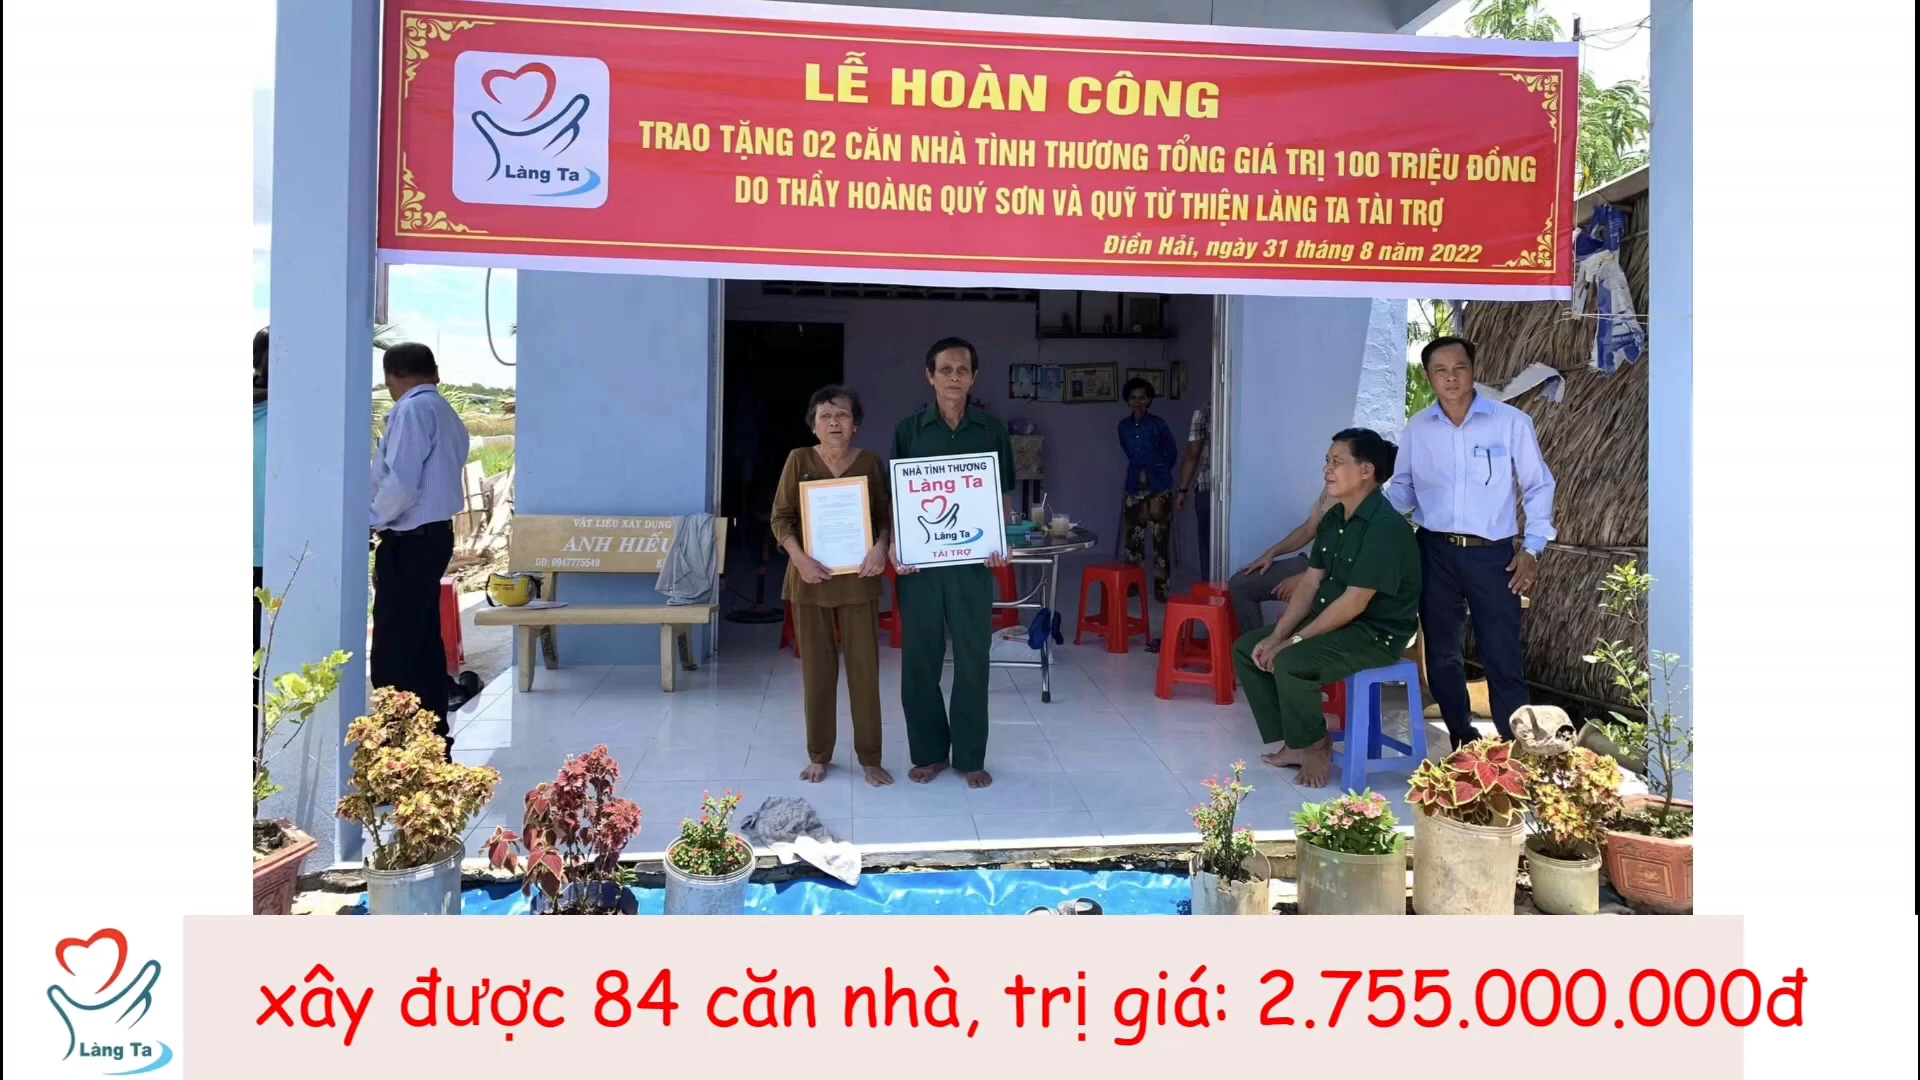 LỄ HOÀN CÔNG
TRAO TẶNG 02 CĂN NHÀ TÌNH THƯƠNG TỔNG GIÁ TRỊ 100 TRIỆU ĐỒNG
DO THẦY HOÀNG QUÝ SƠN VÀ QUỸ TỪ THIỆN LÀNG TA TÀI TRỢ
Điền Hải, ngày 31 tháng 8 năm 2022
Làng Ta
NHÀ TÌNH THƯƠNG
Làng Ta
Làng Ta
TÀI TRỢ
VẬT LIỆU XÂY DỰNG
ANH HIẾU
DD: 0947775549
xây được 84 căn nhà, trị giá: 2.755.000.000đ
Làng Ta